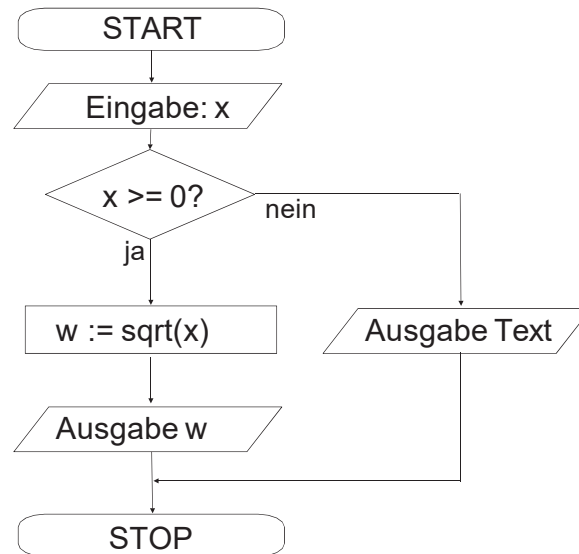 START
Eingabe: x
x >= 0?
nein
ja
w := sqrt(x)
Ausgabe Text
Ausgabe w
STOP